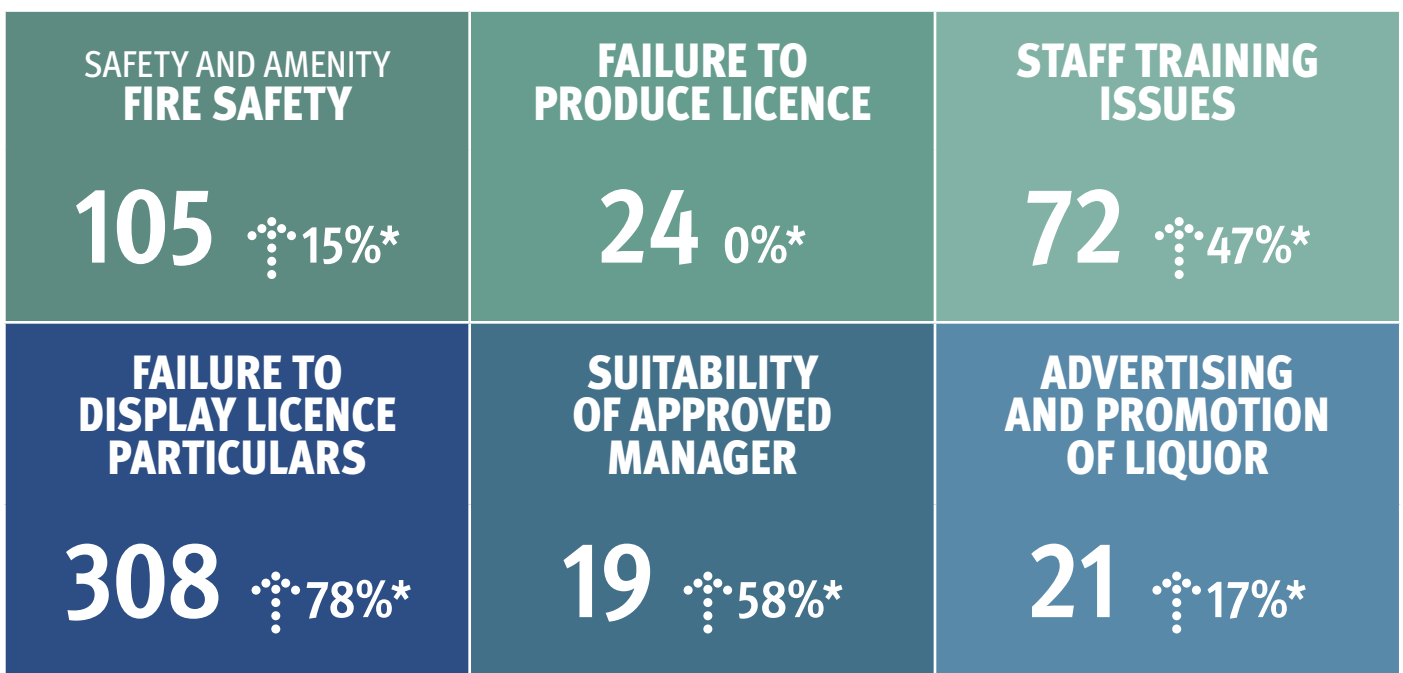 SAFETY AND AMENITY
FIRE SAFETY
105 15%*
FAILURE TO
PRODUCE LICENCE
24 0%*
STAFF TRAINING
ISSUES
72 47%*
FAILURE TO
DISPLAY LICENCE
PARTICULARS
308 78%*
SUITABILITY
OF APPROVED
MANAGER
19 58%*
ADVERTISING
AND PROMOTION
OF LIQUOR
21 17%*